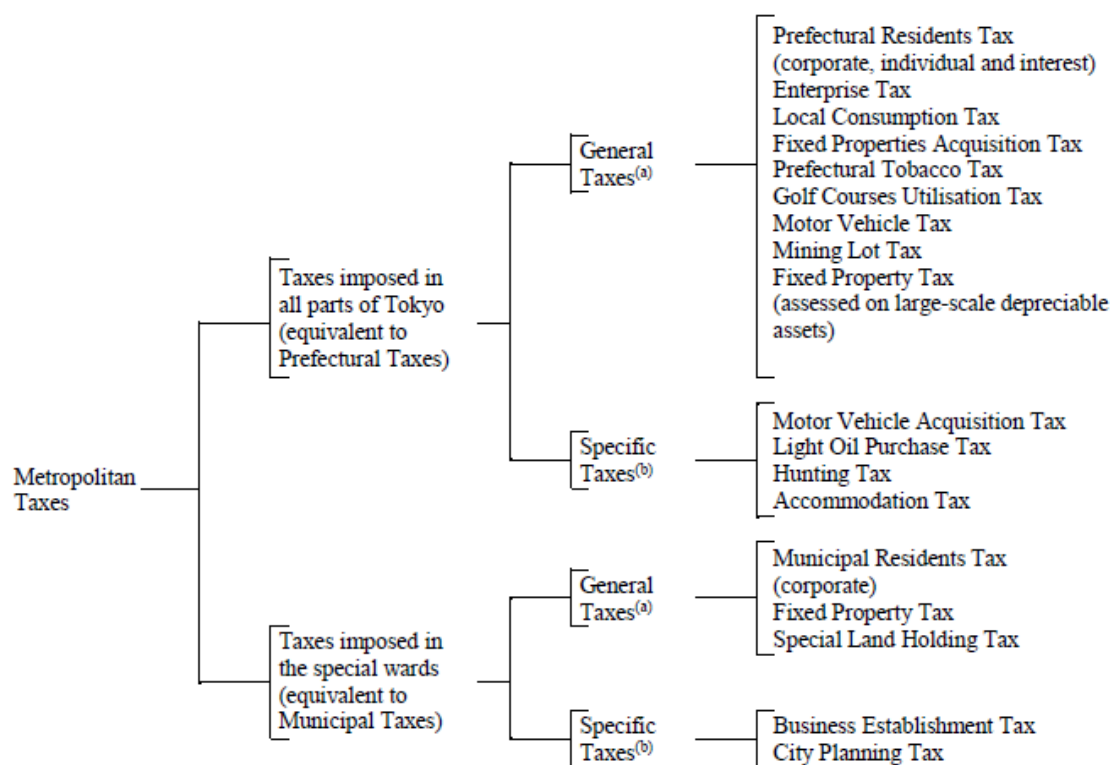 Metropolitan
Taxes
Taxes imposed in
all parts of Tokyo
(equivalent to
Prefectural Taxes)
General
Taxes(a)
Prefectural Residents Tax
(corporate, individual and interest)
Enterprise Tax
Local Consumption Tax
Fixed Properties Acquisition Tax
Prefectural Tobacco Tax
Golf Courses Utilisation Tax
Motor Vehicle Tax
Mining Lot Tax
Fixed Property Tax
(assessed on large-scale depreciable
assets)
Specific
Taxes(b)
Motor Vehicle Acquisition Tax
Light Oil Purchase Tax
Hunting Tax
Accommodation Tax
Taxes imposed in
the special wards
(equivalent to
Municipal Taxes)
General
Taxes(a)
Municipal Residents Tax
(corporate)
Fixed Property Tax
Special Land Holding Tax
Specific
Taxes(b)
Business Establishment Tax
City Planning Tax